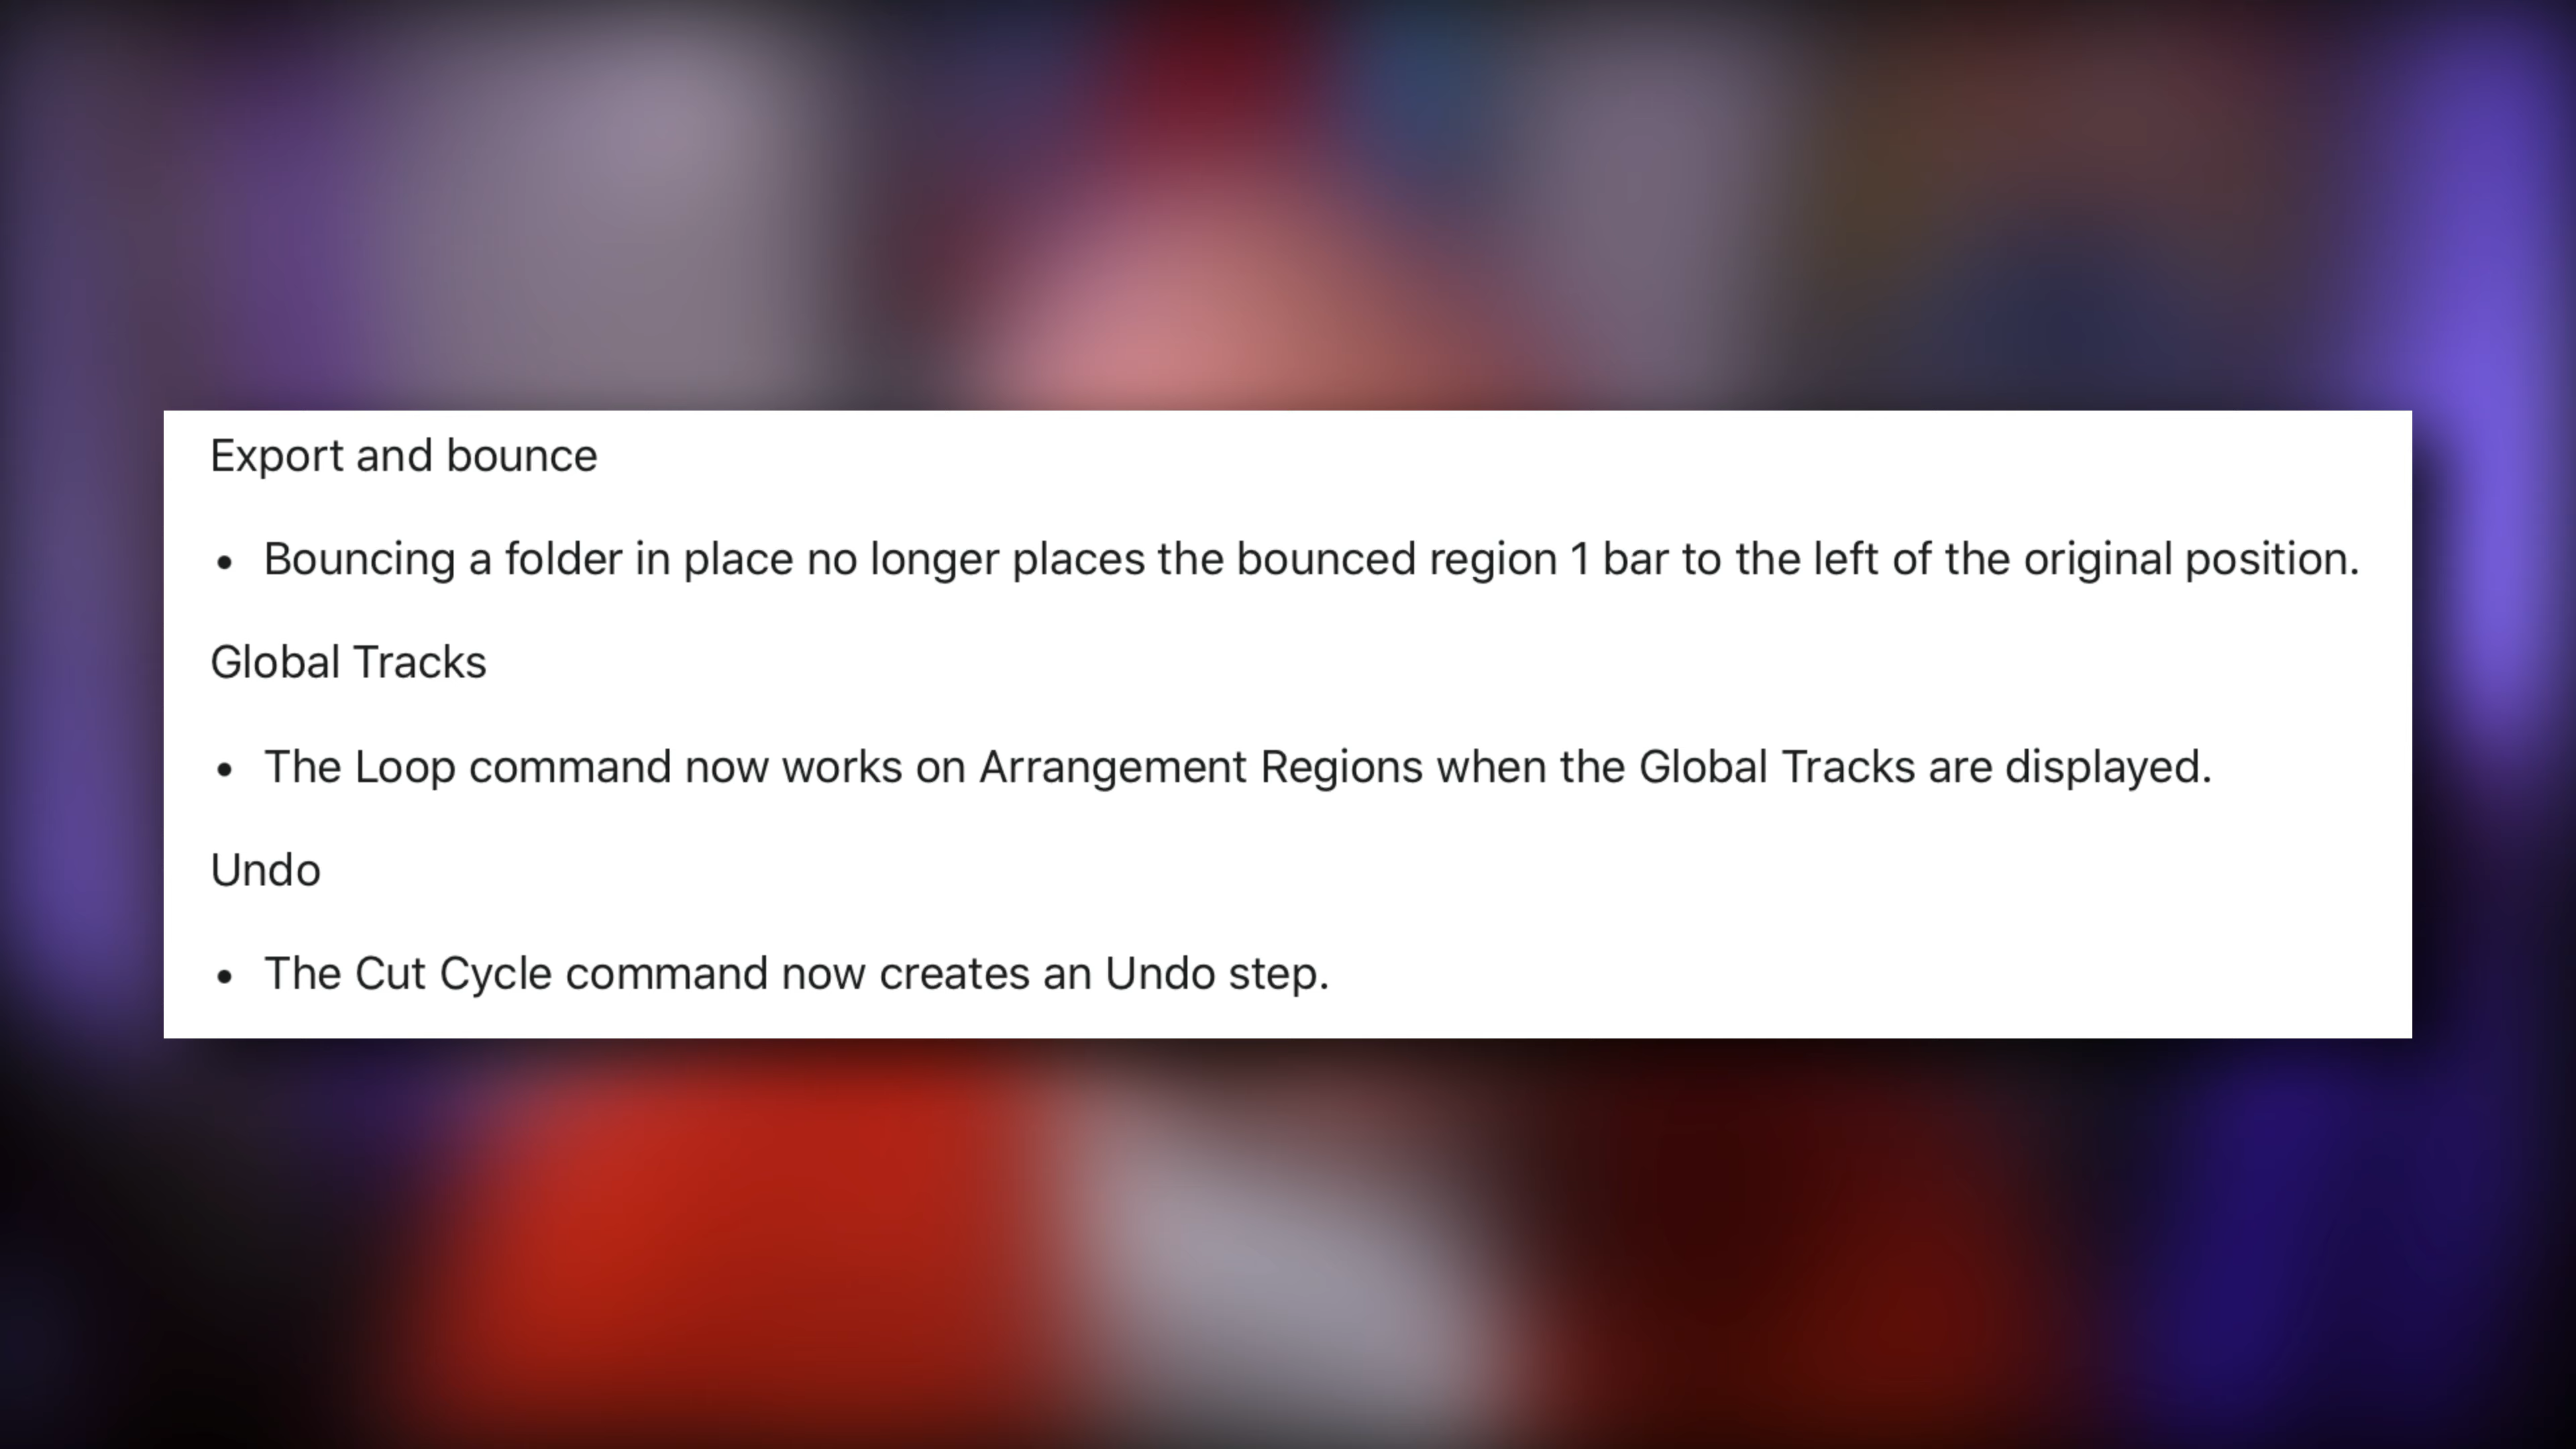 Export and bounce
• Bouncing a folder in place no longer places the bounced region 1 bar to the left of the original position.
Global Tracks
• The Loop command now works on Arrangement Regions when the Global Tracks are displayed.
Undo
• The Cut Cycle command now creates an Undo step.